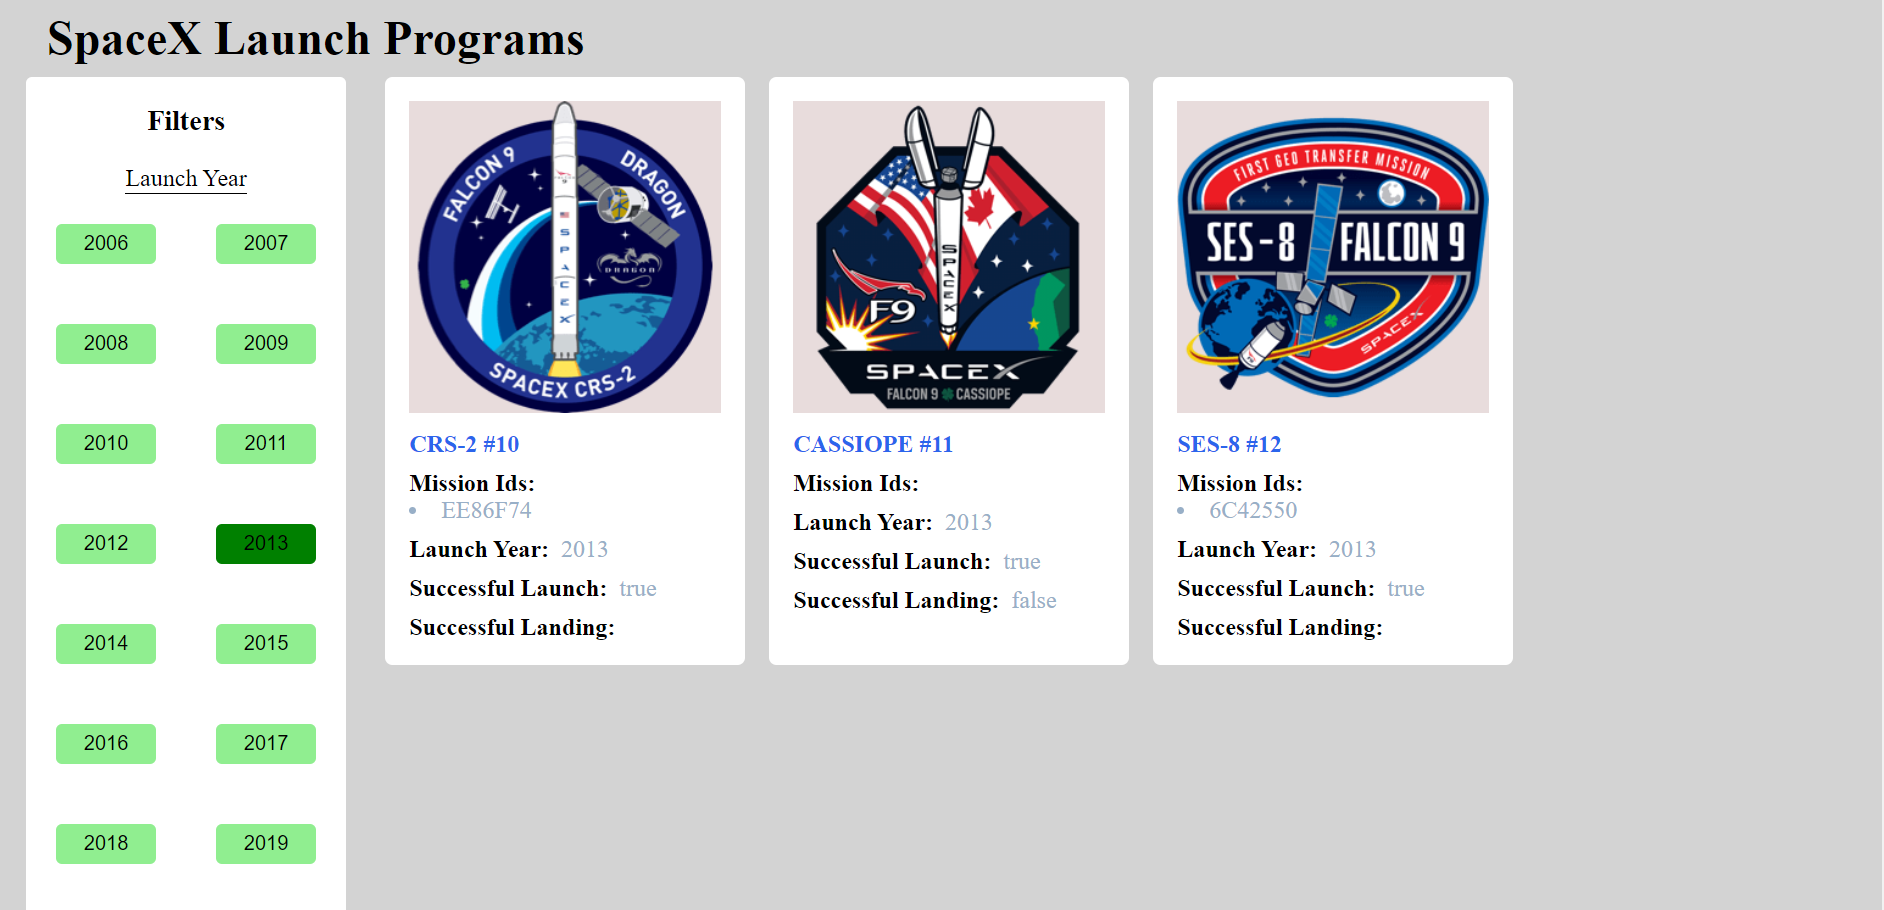 SpaceX Launch Programs
Filters
Launch Year
2006
2007
2008
2009
2010
2011
2012
2013
2014
2015
2016
2017
2018
2019
FALCON 9
DRAGON
SPACEX
DRAGON
SPACEX CRS-2
CRS-2 #10
Mission Ids:
• EE86F74
Launch Year: 2013
Successful Launch: true
Successful Landing:
SPACEX
F9
SPACEX
FALCON 9 CASSIOPE
CASSIOPE #11
Mission Ids:
Launch Year: 2013
Successful Launch: true
Successful Landing: false
FIRST GEO TRANSFER MISSION
SES-8 FALCON 9
SPACEX
SES-8 #12
Mission Ids:
• 6C42550
Launch Year: 2013
Successful Launch: true
Successful Landing: